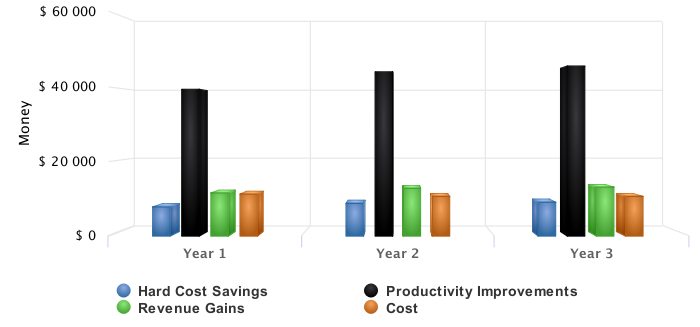 $ 60 000
$ 40 000
$ 20 000
$ 0
Money
Year 1
Year 2
Year 3
Hard Cost Savings
Productivity Improvements
Revenue Gains
Cost